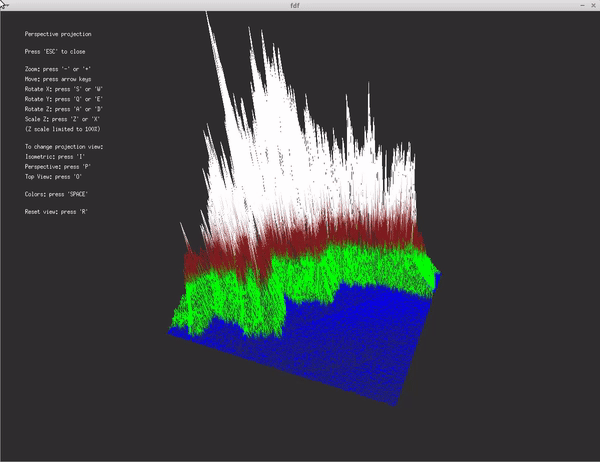 fdf
Perspective projection
Press 'ESC' to close
Zoom: press '-' or '+'
Move: press arrow keys
Rotate X: press 'S' or 'W'
Rotate Y: press 'Q' or 'E'
Rotate Z: press 'A' or 'D'
Scale Z: press 'Z' or 'X'
(Z scale limited to 100%)
To change projection view:
Isometric: press 'I'
Perspective: press 'P'
Top View: press 'O'
Colors: press 'SPACE'
Reset view: press 'R'